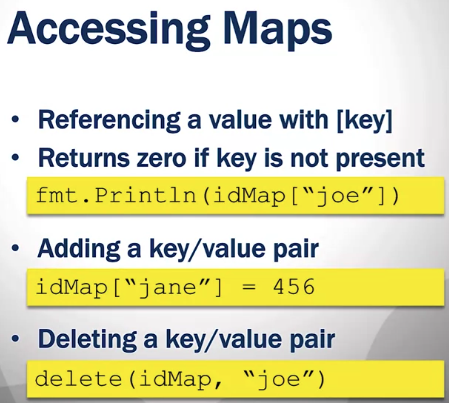 Accessing Maps
• Referencing a value with [key]
• Returns zero if key is not present
fmt.Println(idMap[“joe”])
• Adding a key/value pair
idMap[“jane”] = 456
• Deleting a key/value pair
delete(idMap, “joe”)